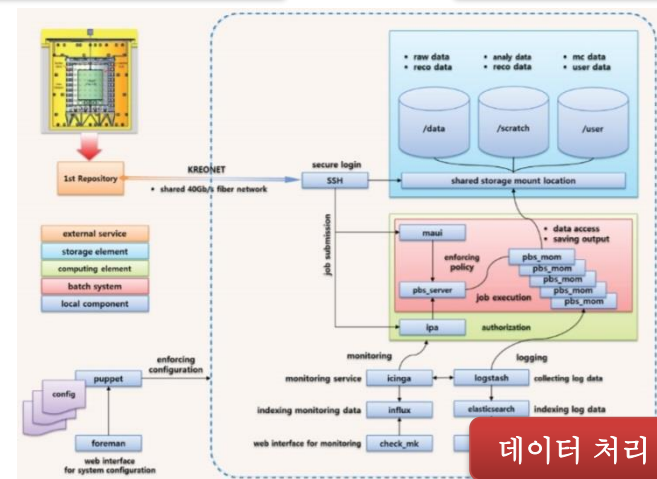 • raw data
• reco data
• analy data
• reco data
• mc data
• user data
/data
/scratch
/user
1st Repository
KREONET
• shared 40Gb/s fiber network
secure login
SSH
shared storage mount location
external service
storage element
computing element
batch system
local component
job submission
maui
enforcing
policy
pbs_server
job execution
ipa
authorization
• data access
• saving output
pbs_mom
pbs_mom
pbs_mom
pbs_mom
pbs_mom
config
puppet
enforcing
configuration
foreman
web interface
for system configuration
monitoring
logging
monitoring service
icinga
logstash
collecting log data
indexing monitoring data
influx
elasticsearch
indexing log data
web interface for monitoring
check_mk
데이터 처리